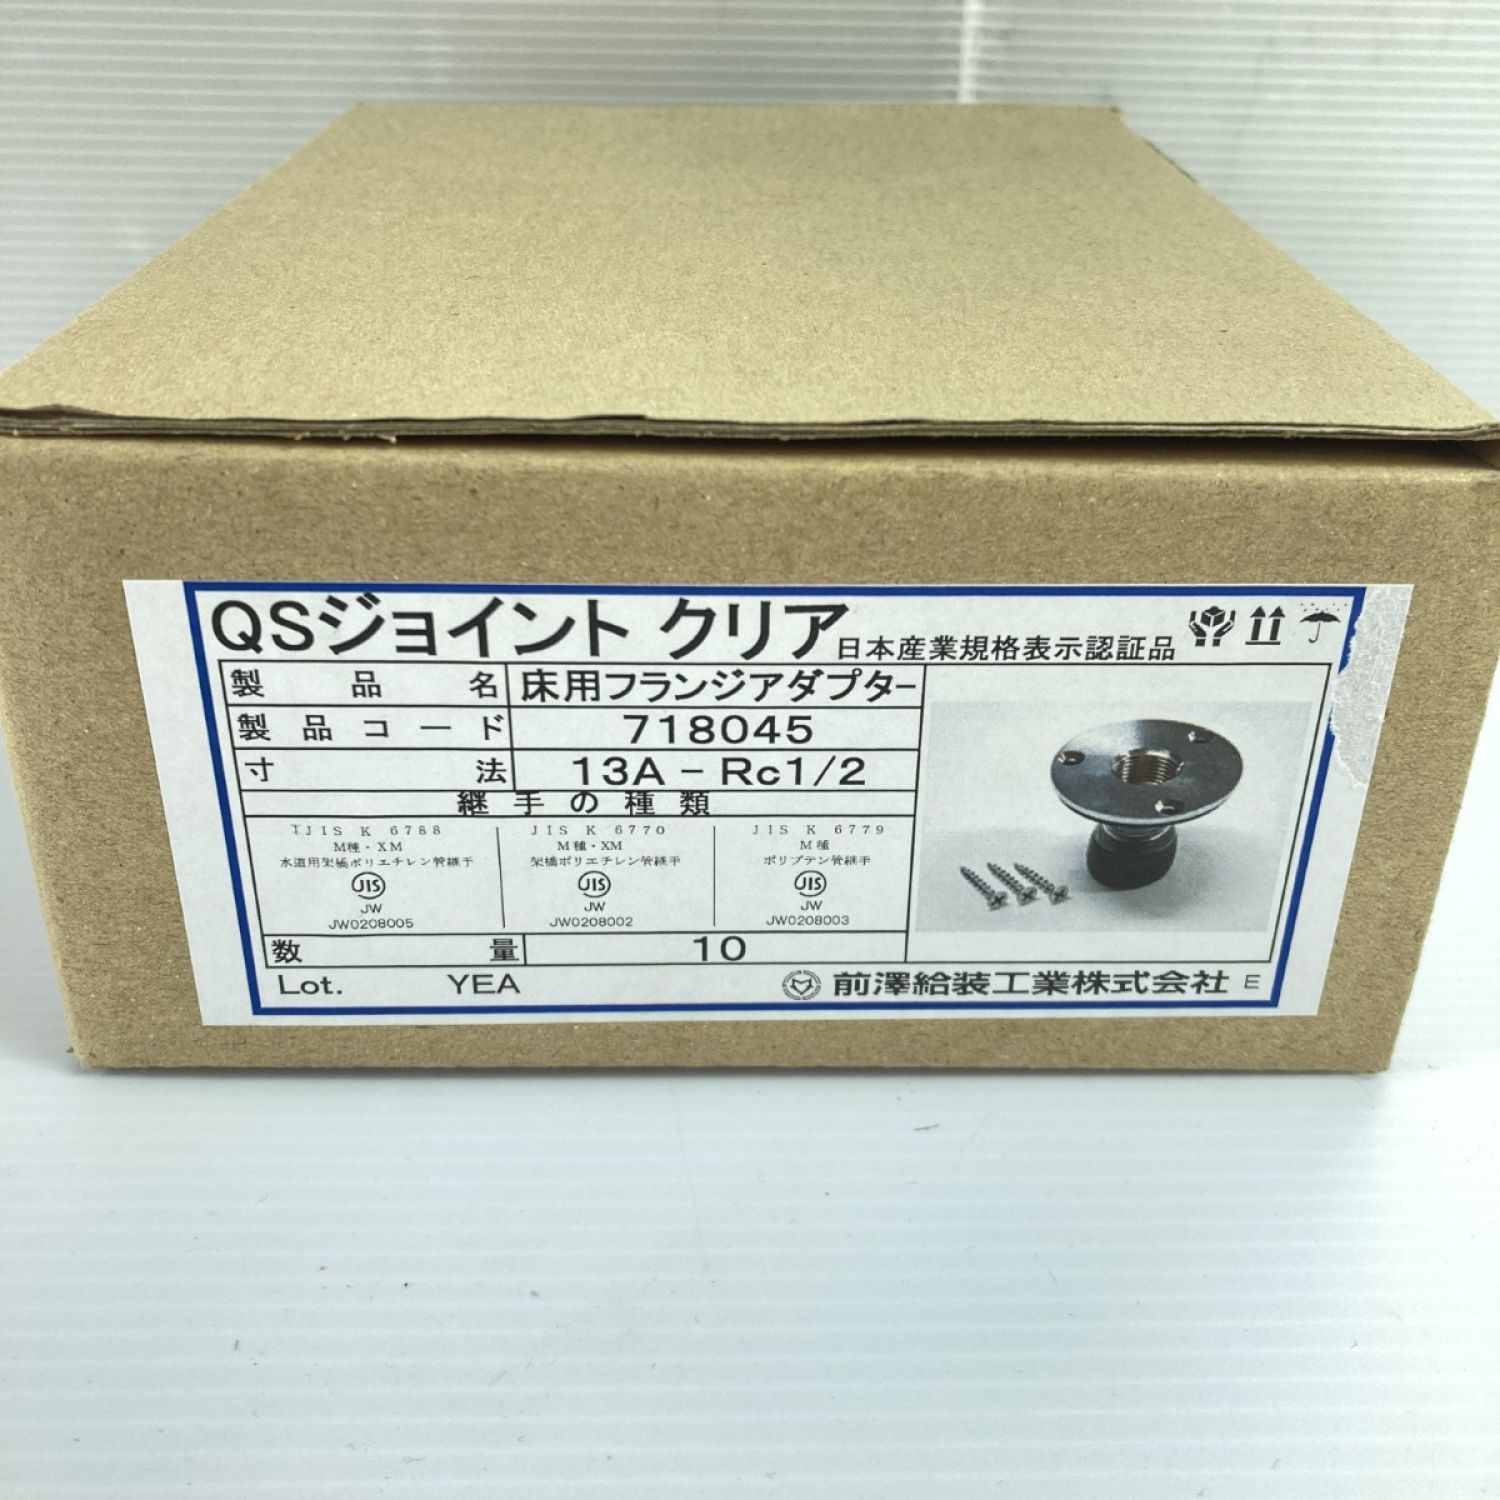 QSジョイント クリア 日本産業規格表示認証品
製品名 床用フランジアダプター
製品コード 718045
寸法 13A－Rc1/2
継手の種類
JIS K 6788
M種・XM
水道用架橋ポリエチレン管継手
JIS
JW
JW0208005
JIS K 6770
M種・XM
架橋ポリエチレン管継手
JIS
JW
JW0208002
JIS K 6779
M種
ポリブテン管継手
JIS
JW
JW0208003
数量 10
Lot. YEA
前澤給装工業株式会社 E